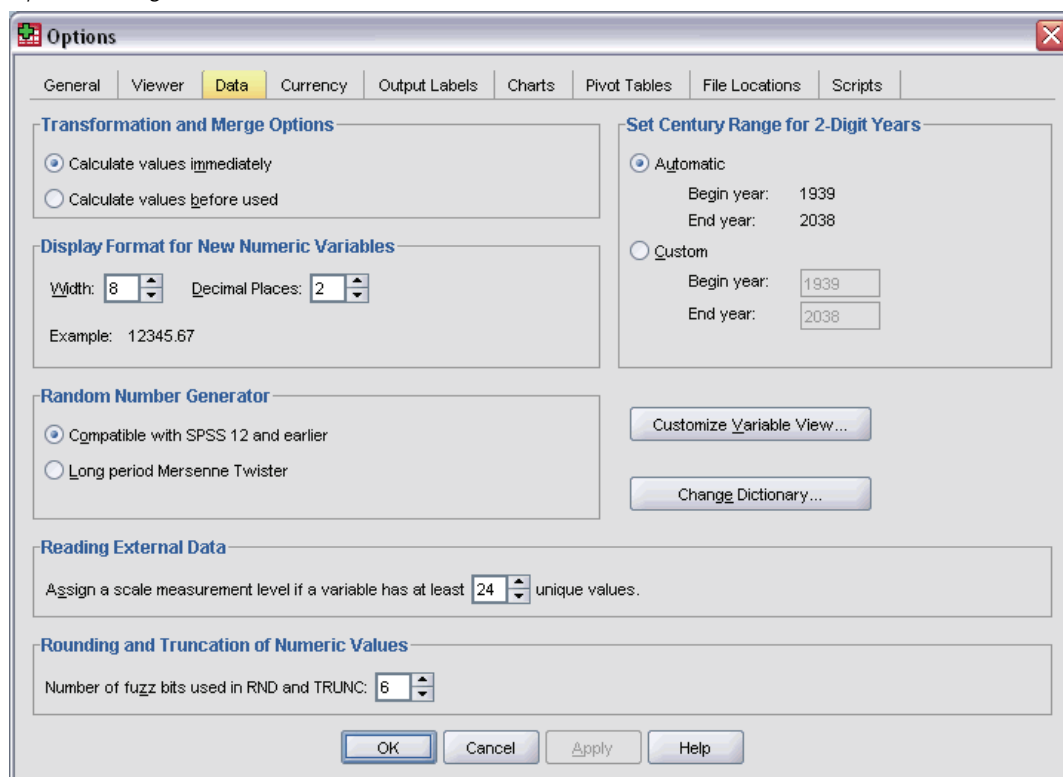 Options
General Viewer Data Currency Output Labels Charts Pivot Tables File Locations Scripts
Transformation and Merge Options
Calculate values immediately
Calculate values before used
Display Format for New Numeric Variables
Width: 8 Decimal Places: 2
Example: 12345.67
Random Number Generator
Compatible with SPSS 12 and earlier
Long period Mersenne Twister
Set Century Range for 2-Digit Years
Automatic
Begin year: 1939
End year: 2038
Custom
Begin year: 1939
End year: 2038
Customize Variable View...
Change Dictionary...
Reading External Data
Assign a scale measurement level if a variable has at least 24 unique values.
Rounding and Truncation of Numeric Values
Number of fuzz bits used in RND and TRUNC: 6
OK Cancel Apply Help